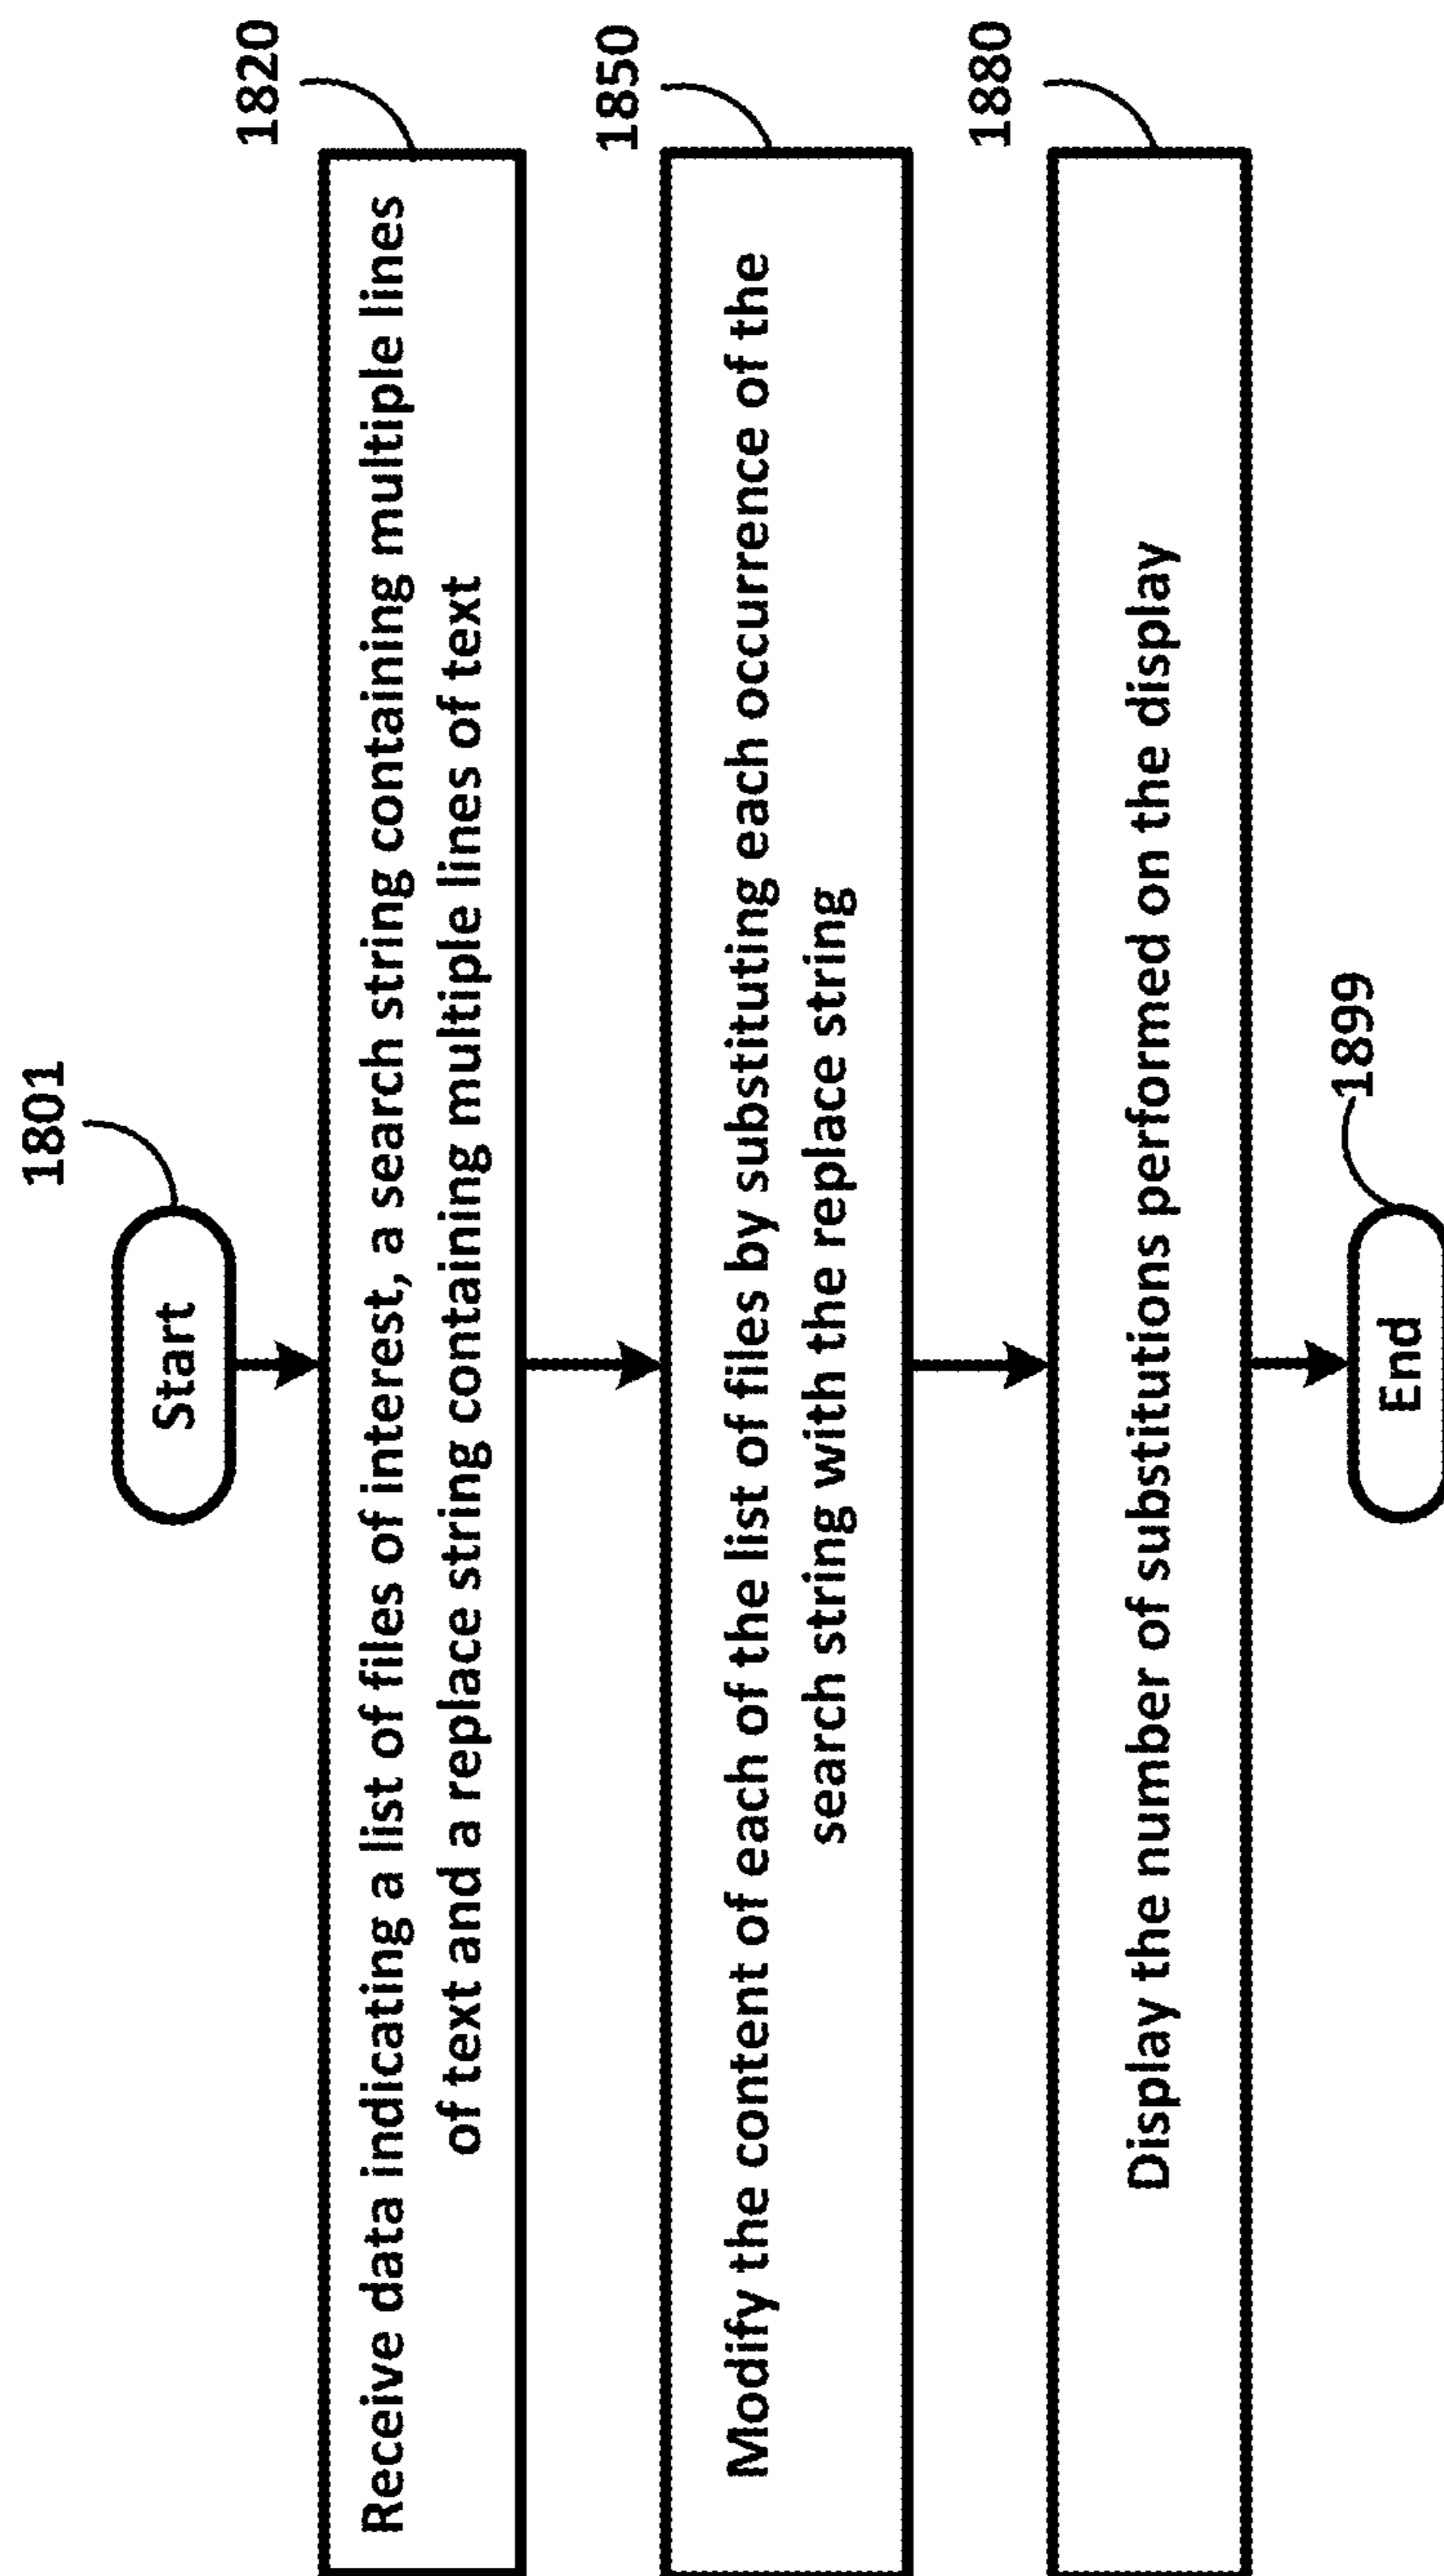 1801
Start
1820
Receive data indicating a list of files of interest, a search string containing multiple lines
of text and a replace string containing multiple lines of text
1850
Modify the content of each of the list of files by substituting each occurrence of the
search string with the replace string
1880
Display the number of substitutions performed on the display
1899
End